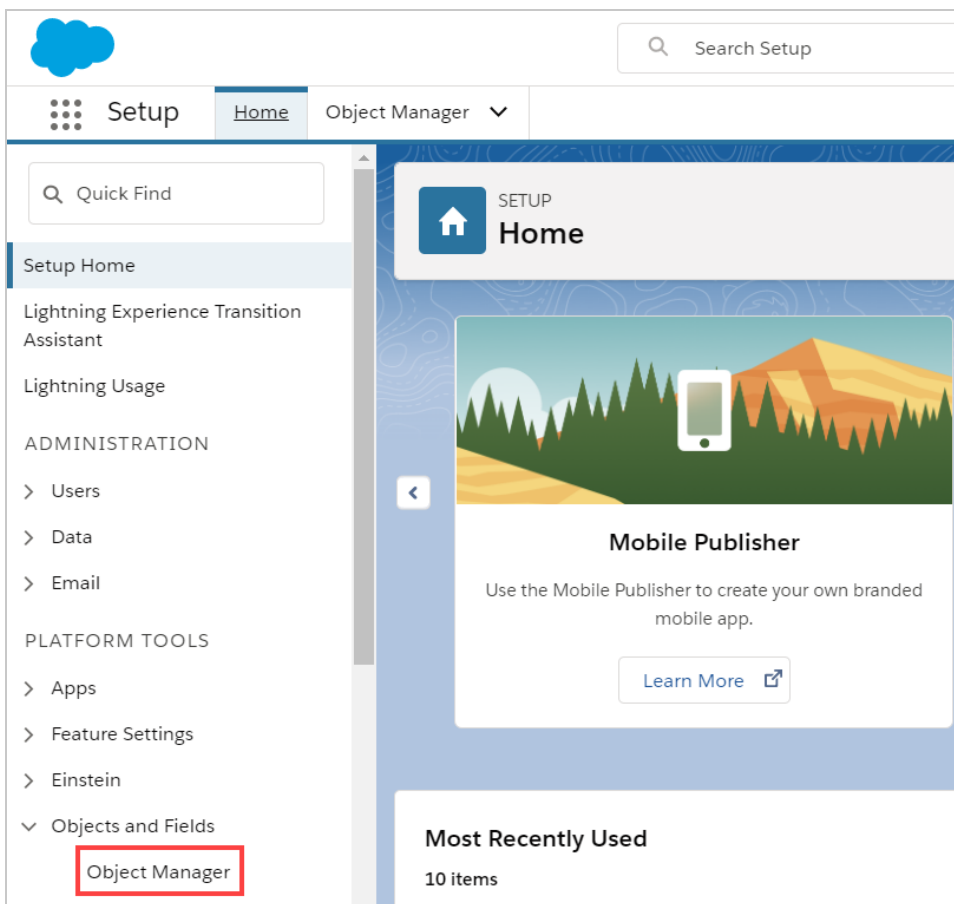 Search Setup
Setup
Home
Object Manager
Quick Find
Setup Home
Lightning Experience Transition
Assistant
Lightning Usage
ADMINISTRATION
Users
Data
Email
PLATFORM TOOLS
Apps
Feature Settings
Einstein
Objects and Fields
Object Manager
SETUP
Home
Mobile Publisher
Use the Mobile Publisher to create your own branded
mobile app.
Learn More
Most Recently Used
10 items